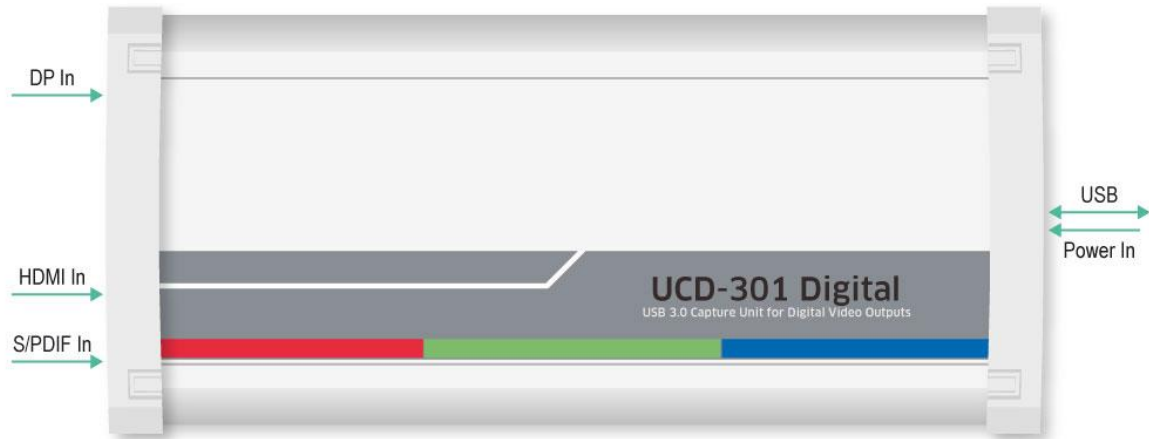 DP In
HDMI In
S/PDIF In
UCD-301 Digital
USB 3.0 Capture Unit for Digital Video Outputs
USB
Power In